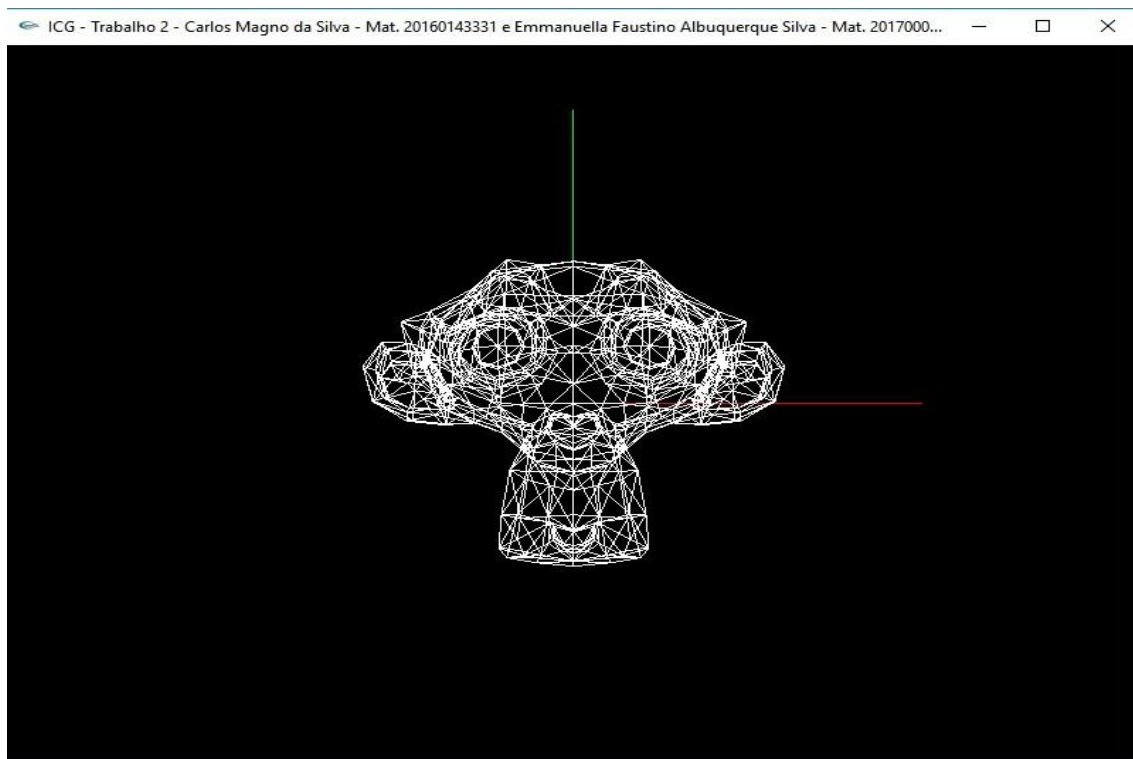 ICG - Trabalho 2 - Carlos Magno da Silva - Mat. 20160143331 e Emmanuella Faustino Albuquerque Silva - Mat. 2017000...